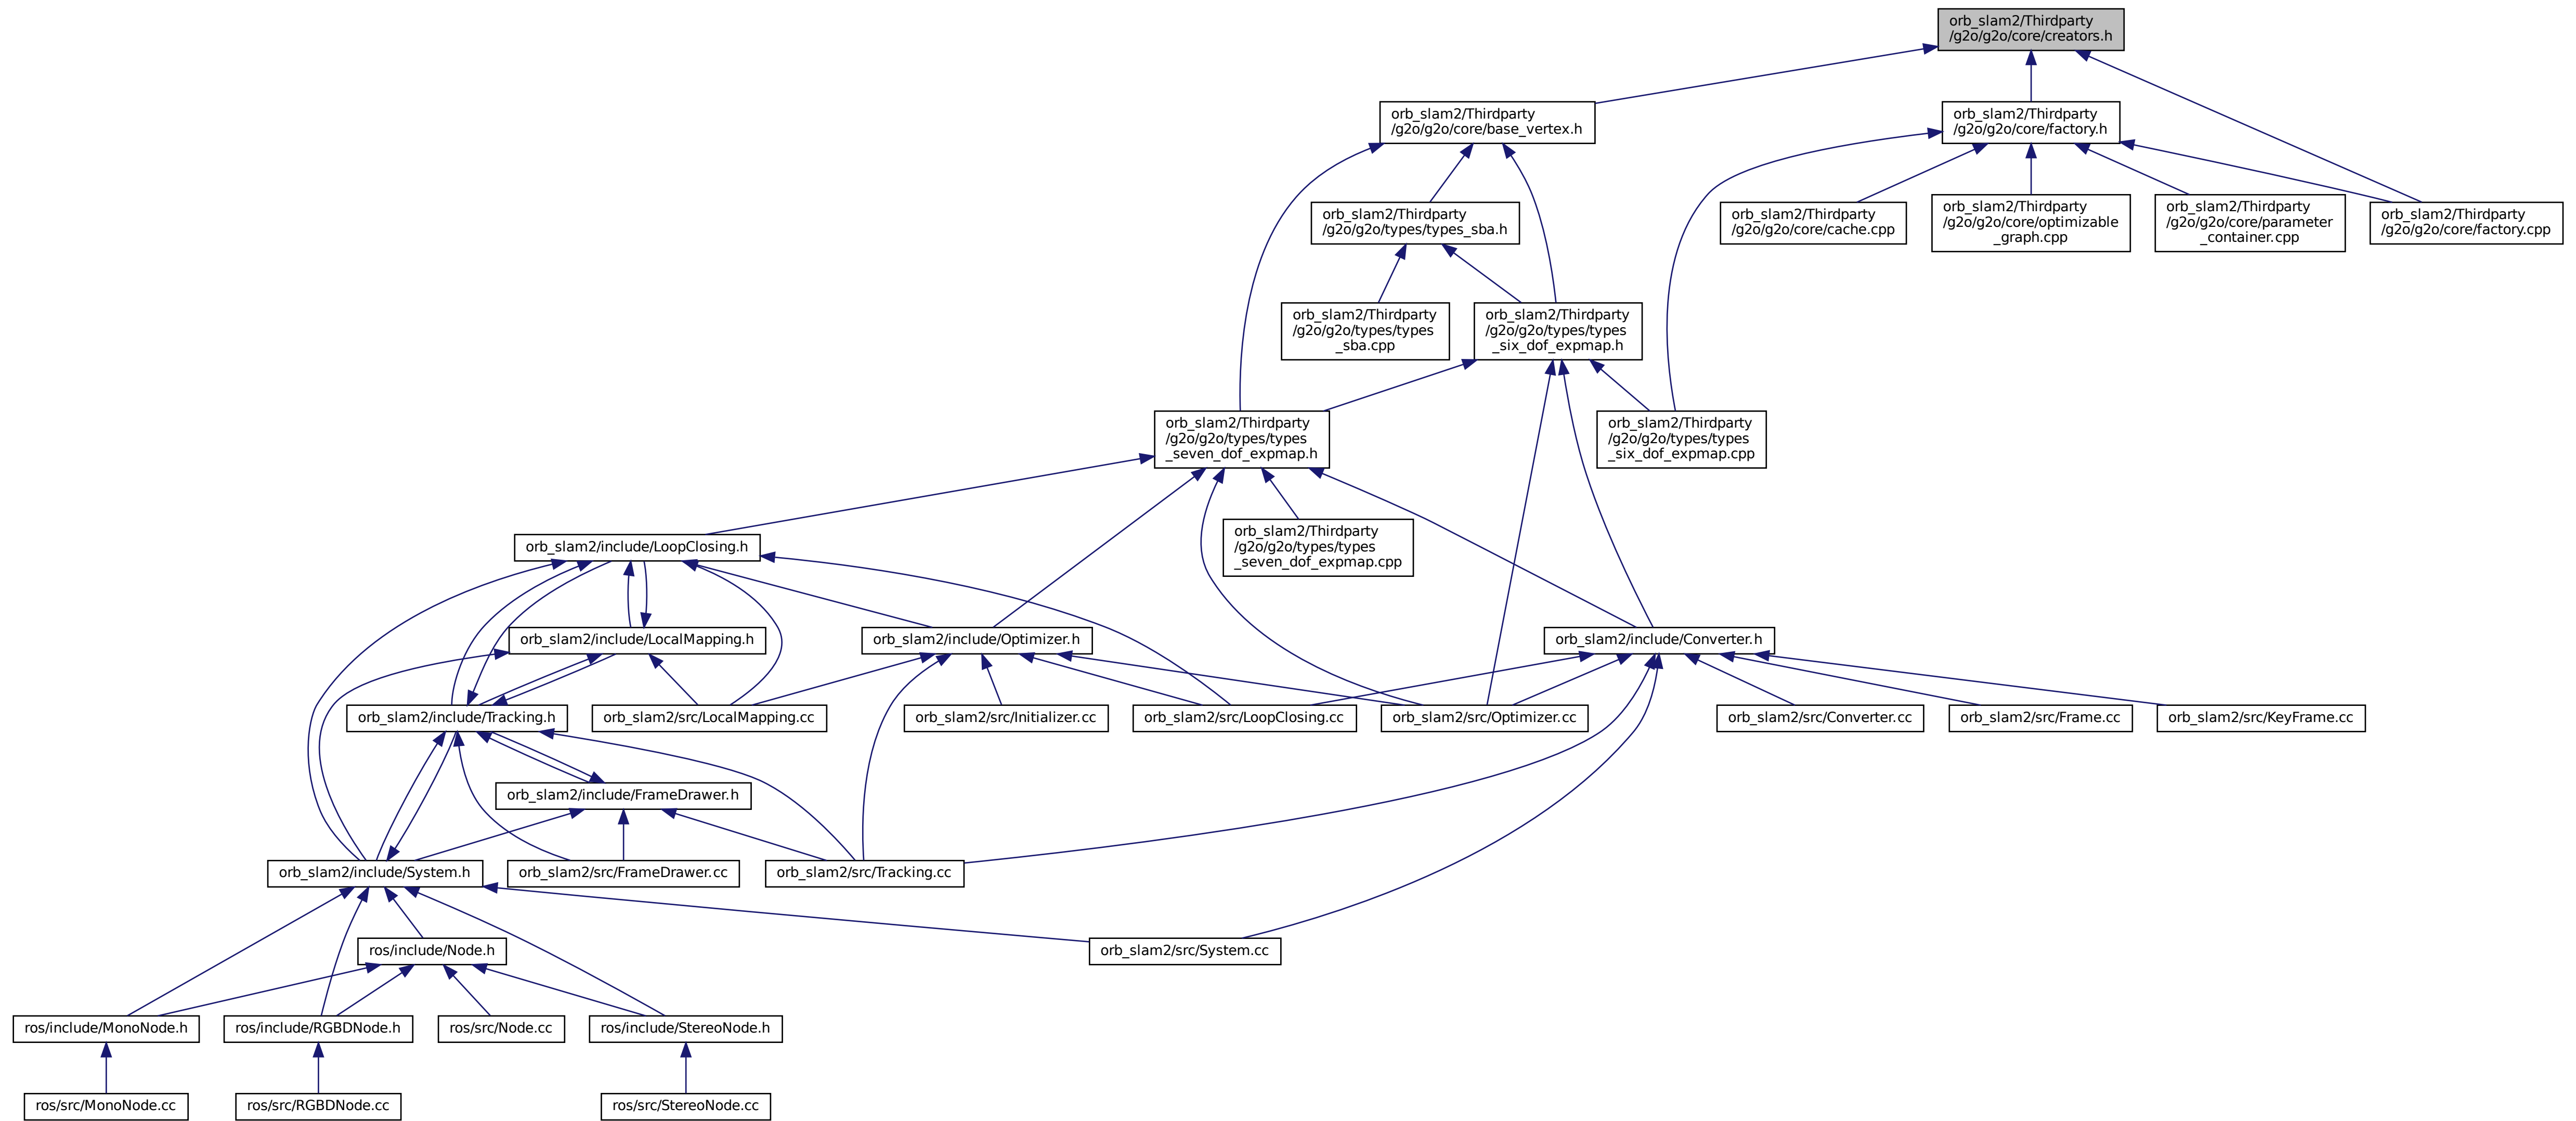 orb_slam2/Thirdparty
/g2o/g2o/core/creators.h
orb_slam2/Thirdparty
/g2o/g2o/core/base_vertex.h
orb_slam2/Thirdparty
/g2o/g2o/core/factory.h
orb_slam2/Thirdparty
/g2o/g2o/types/types_sba.h
orb_slam2/Thirdparty
/g2o/g2o/core/cache.cpp
orb_slam2/Thirdparty
/g2o/g2o/core/optimizable
_graph.cpp
orb_slam2/Thirdparty
/g2o/g2o/core/parameter
_container.cpp
orb_slam2/Thirdparty
/g2o/g2o/core/factory.cpp
orb_slam2/Thirdparty
/g2o/g2o/types/types
_sba.cpp
orb_slam2/Thirdparty
/g2o/g2o/types/types
_six_dof_expmap.h
orb_slam2/Thirdparty
/g2o/g2o/types/types
_seven_dof_expmap.h
orb_slam2/Thirdparty
/g2o/g2o/types/types
_six_dof_expmap.cpp
orb_slam2/include/LoopClosing.h
orb_slam2/Thirdparty
/g2o/g2o/types/types
_seven_dof_expmap.cpp
orb_slam2/include/LocalMapping.h
orb_slam2/include/Optimizer.h
orb_slam2/include/Converter.h
orb_slam2/include/Tracking.h
orb_slam2/src/LocalMapping.cc
orb_slam2/src/Initializer.cc
orb_slam2/src/LoopClosing.cc
orb_slam2/src/Optimizer.cc
orb_slam2/src/Converter.cc
orb_slam2/src/Frame.cc
orb_slam2/src/KeyFrame.cc
orb_slam2/include/FrameDrawer.h
orb_slam2/include/System.h
orb_slam2/src/FrameDrawer.cc
orb_slam2/src/Tracking.cc
ros/include/Node.h
orb_slam2/src/System.cc
ros/include/MonoNode.h
ros/include/RGBDNode.h
ros/src/Node.cc
ros/include/StereoNode.h
ros/src/MonoNode.cc
ros/src/RGBDNode.cc
ros/src/StereoNode.cc